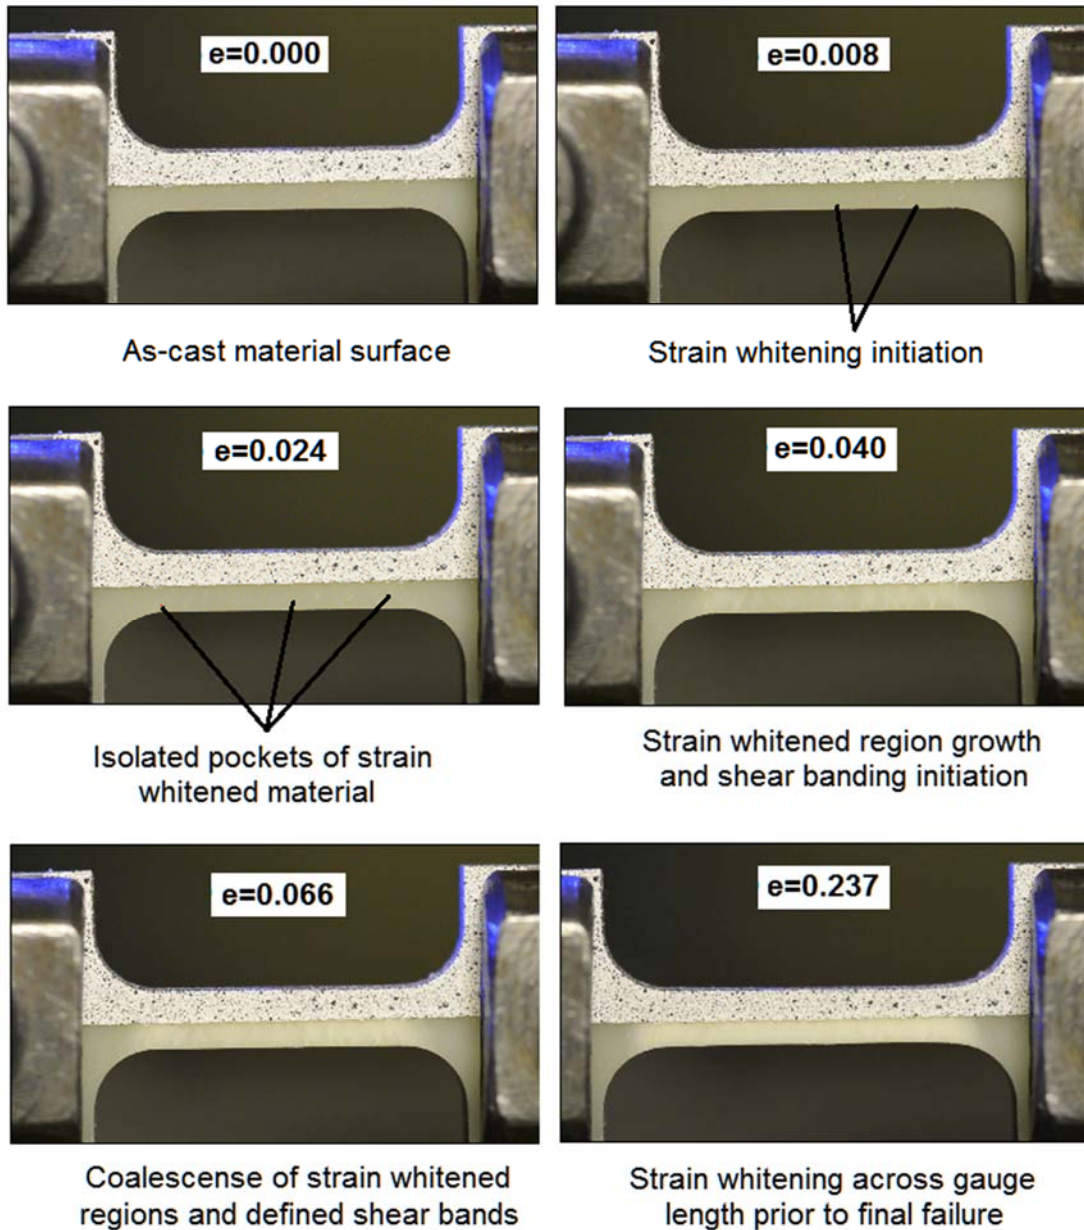 e=0.000
e=0.008
As-cast material surface
Strain whitening initiation
e=0.024
e=0.040
Isolated pockets of strain
whitened material
Strain whitened region growth
and shear banding initiation
e=0.066
e=0.237
Coalescense of strain whitened
regions and defined shear bands
Strain whitening across gauge
length prior to final failure